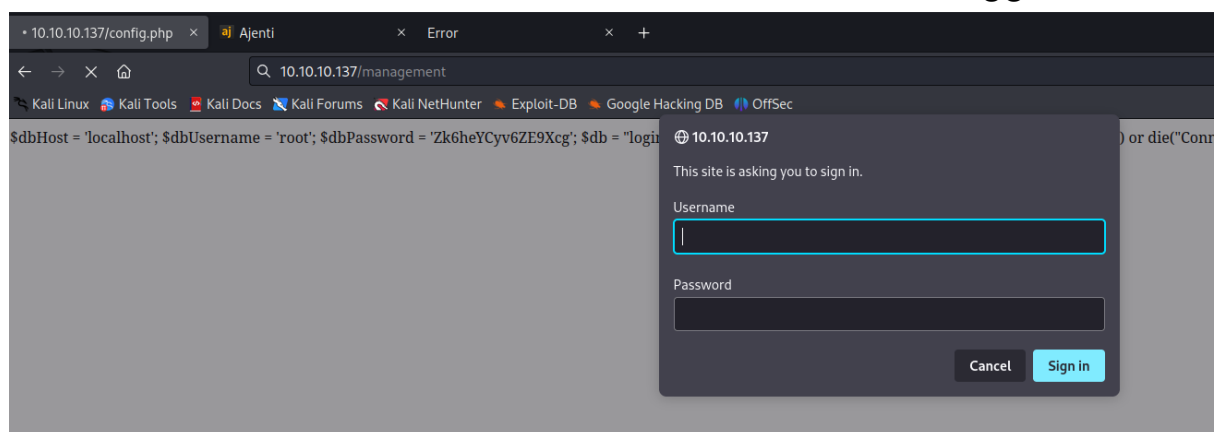 • 10.10.10.137/config.php × aj Ajenti × Error × +
10.10.10.137/management
Kali Linux Kali Tools Kali Docs Kali Forums Kali NetHunter Exploit-DB Google Hacking DB OffSec
$dbHost = 'localhost'; $dbUsername = 'root'; $dbPassword = 'Zk6heYCyv6ZE9Xcg'; $db = "login ) or die("Conn
10.10.10.137
This site is asking you to sign in.
Username
Password
Cancel Sign in